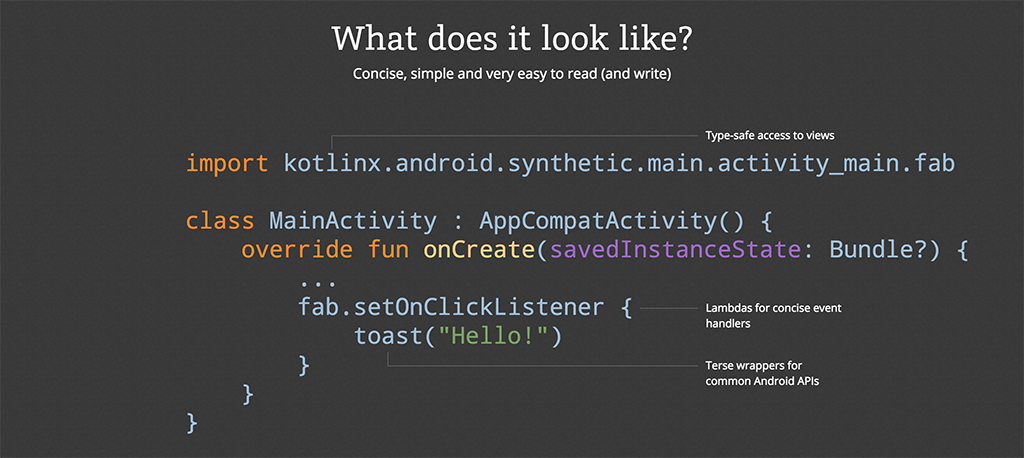 What does it look like?
Concise, simple and very easy to read (and write)
Type-safe access to views
import kotlinx.android.synthetic.main.activity_main.fab
class MainActivity : AppCompatActivity() {
override fun onCreate(savedInstanceState: Bundle?) {
...
fab.setOnClickListener {
Lambdas for concise event
handlers
toast("Hello!")
}
Terse wrappers for
common Android APIs
}
}